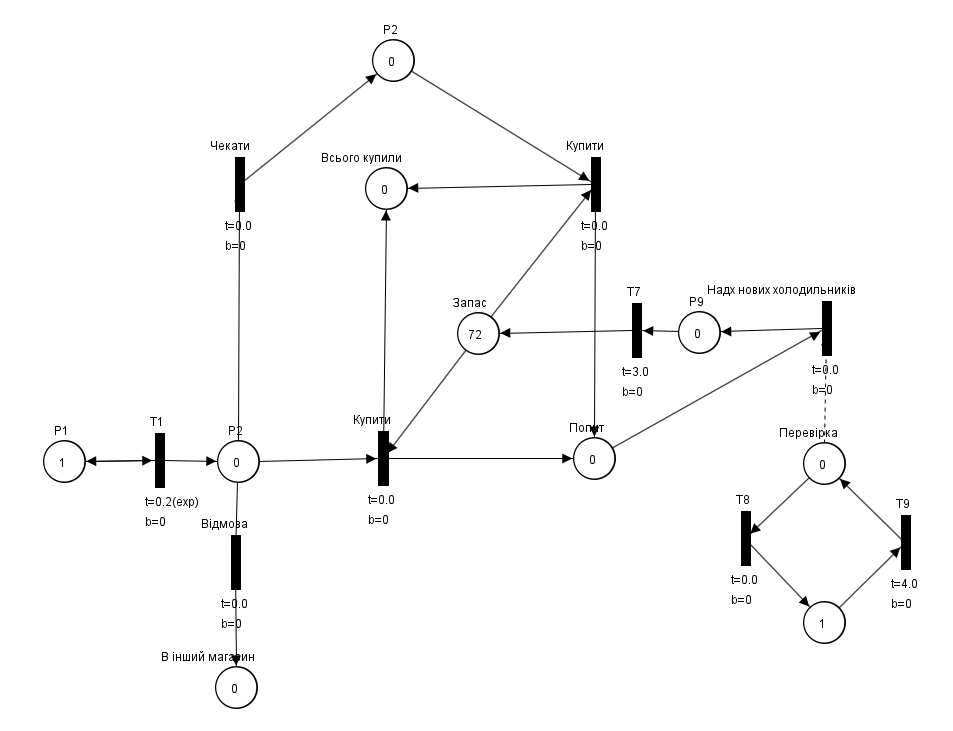 P2
0
Чекати
t=0.0
b=0
Всього купили
0
Купити
t=0.0
b=0
Запас
72
T7
t=3.0
b=0
P9
0
Надх нових холодильників
t=0.0
b=0
P1
1
T1
t=0.2(exp)
b=0
P2
0
Купити
t=0.0
b=0
Попит
0
Перевірка
0
Відмова
t=0.0
b=0
T8
t=0.0
b=0
T9
t=4.0
b=0
1
В інший магазин
0